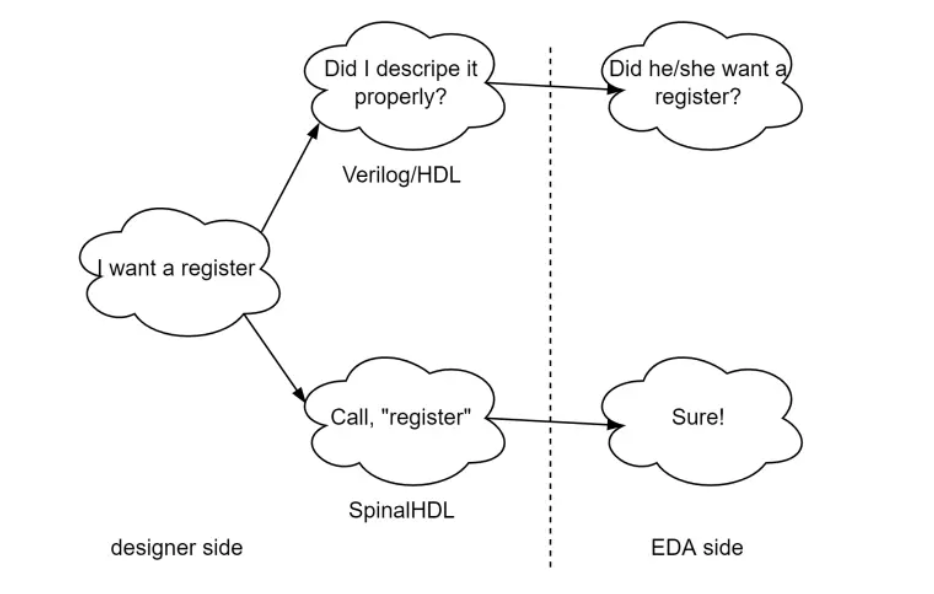 Did I descripe it
properly?
Did he/she want a
register?
Verilog/HDL
I want a register
Call, "register"
Sure!
SpinalHDL
designer side
EDA side